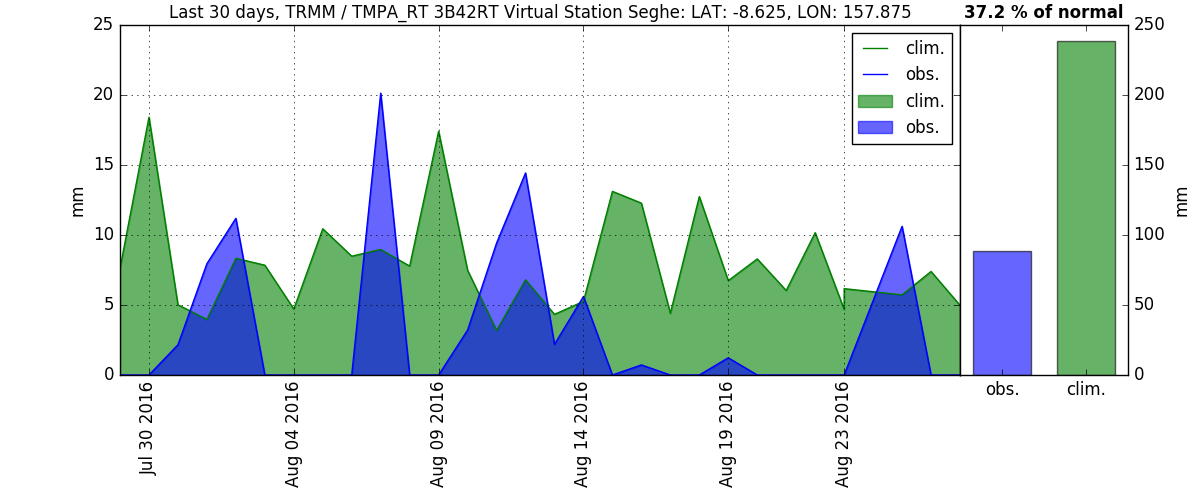 Last 30 days, TRMM / TMPA_RT 3B42RT Virtual Station Seghe: LAT: -8.625, LON: 157.875
37.2 % of normal
25
20
15
10
5
0
mm
clim.
obs.
clim.
obs.
Jul 30 2016
Aug 04 2016
Aug 09 2016
Aug 14 2016
Aug 19 2016
Aug 23 2016
250
200
150
100
50
0
mm
obs.
clim.